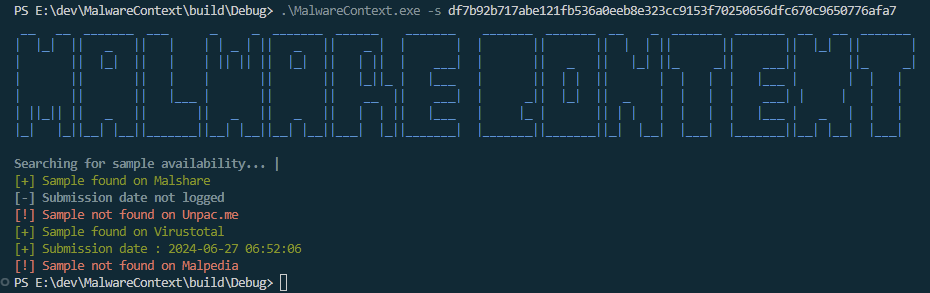 PS E:\dev\MalwareContext\build\Debug> .\MalwareContext.exe -s df7b92b717abe121fb536a0eeb8e323cc9153f70250656dfc670c9650776afa7
MALWARE CONTEXT
Searching for sample availability... |
[+] Sample found on Malshare
[-] Submission date not logged
[!] Sample not found on Unpac.me
[+] Sample found on Virustotal
[+] Submission date : 2024-06-27 06:52:06
[!] Sample not found on Malpedia
PS E:\dev\MalwareContext\build\Debug>